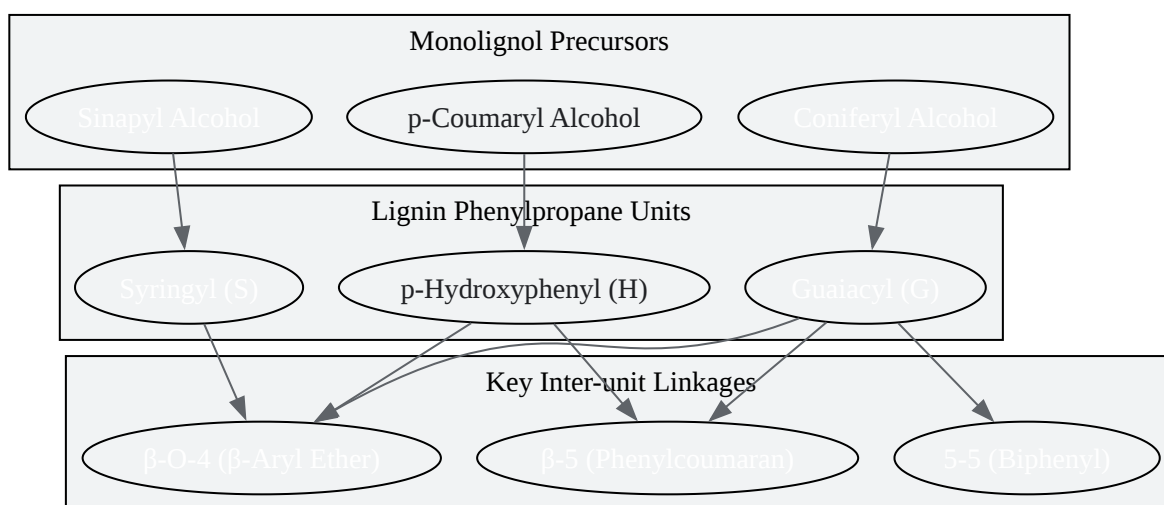 Monolignol Precursors
Sinapyl Alcohol
p-Coumaryl Alcohol
Coniferyl Alcohol
Lignin Phenylpropane Units
Syringyl (S)
p-Hydroxyphenyl (H)
Guaiacyl (G)
Key Inter-unit Linkages
β-O-4 (β-Aryl Ether)
β-5 (Phenylcoumaran)
5-5 (Biphenyl)